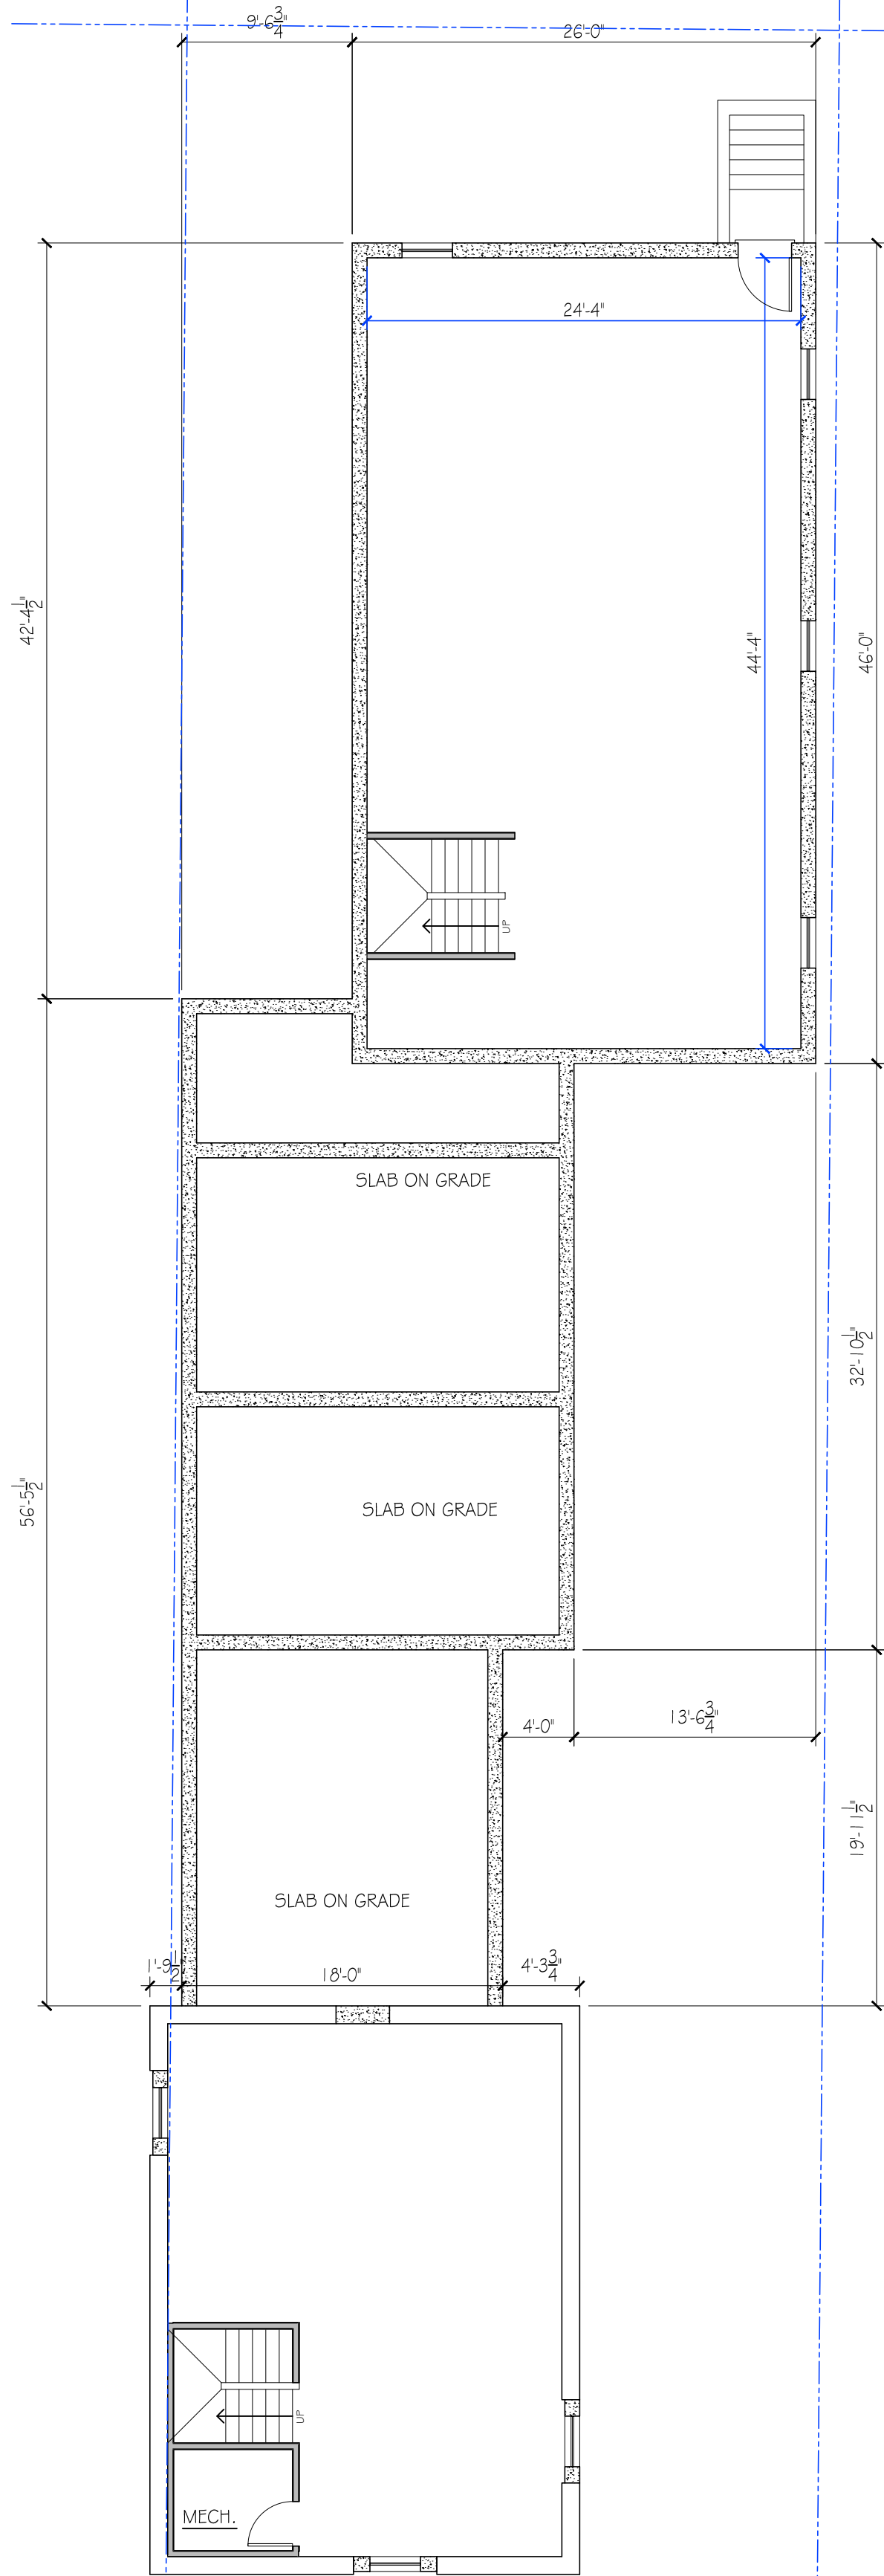 9'-6 3/4"
26'-0"
24'-4"
42'-4 1/2"
44'-4"
46'-0"
UP
SLAB ON GRADE
32'-10 1/2"
56'-5 1/2"
SLAB ON GRADE
4'-0"
13'-6 3/4"
19'-11 1/2"
SLAB ON GRADE
1'-9 1/2"
18'-0"
4'-3 3/4"
UP
MECH.